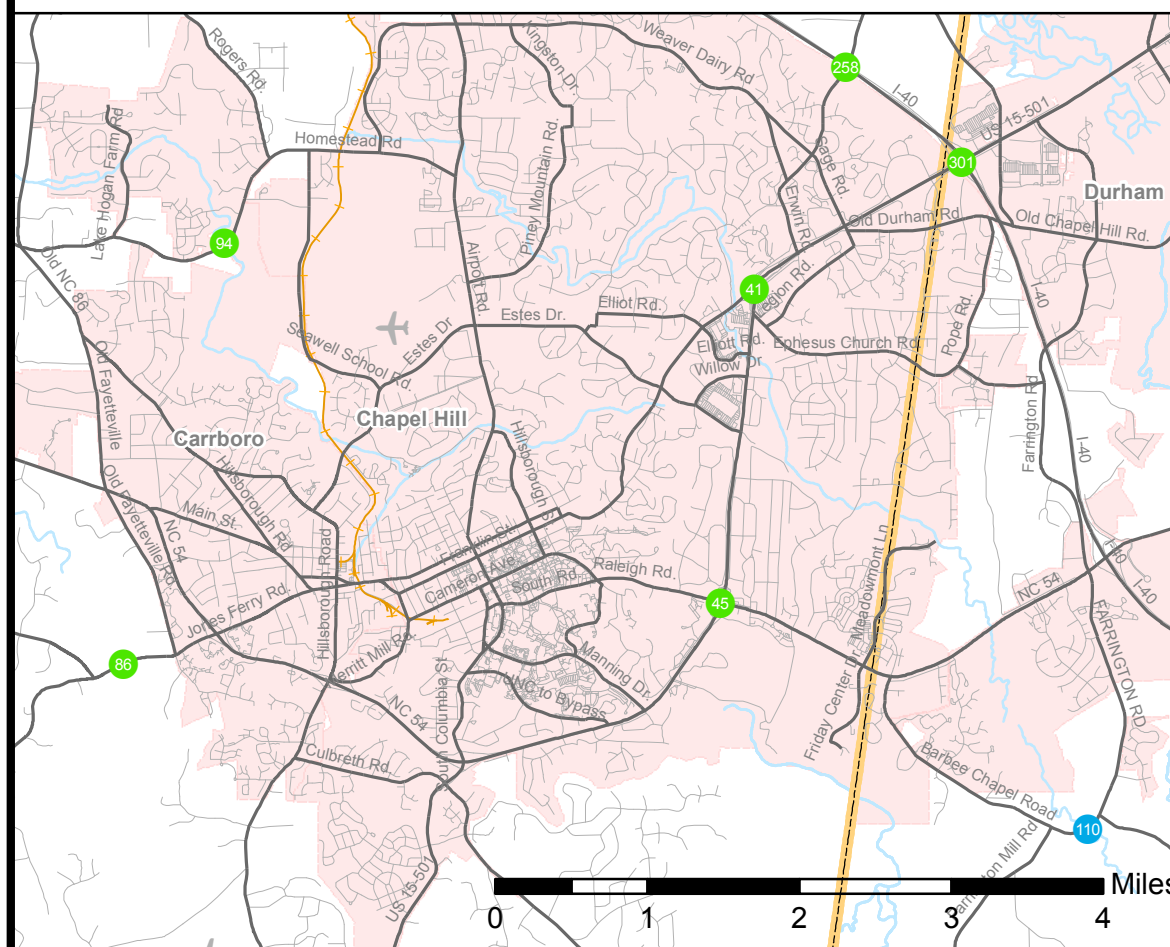 Rogers Rd.
Kingston Dr.
Weaver Dairy Rd
258
I-40
US 15-501
Homestead Rd
Lake Hogan Farm Rd
Piney Mountain Rd.
Sage Rd.
301
Durham
94
Old NC 86
Airport Rd.
Erwin Rd.
Old Durham Rd
Old Chapel Hill Rd.
41
Legion Rd.
I-40
Elliot Rd.
Estes Dr.
Estes Dr
Seawell School Rd.
Elliott Rd.
Ephesus Church Rd.
Pope Rd.
Willow Dr
Old Fayetteville
Farrington Rd
Chapel Hill
Carrboro
I-40
Hillsborough S
Hillsborough Rd
Old Fayetteville Rd
Main St.
NC 54
Franklin St.
Cameron Ave.
South Rd.
Raleigh Rd.
Hillsborough Road
Meadowmont Ln
I-40
I-40
NC 54
45
Jones Ferry Rd.
FARRINGTON RD
86
Merritt Mill Rd.
Manning Dr.
NC 54
South Columbia St
UNC to Bypass
Friday Center Dr
Culbreth Rd.
Barbee Chapel Road
110
US 15-501
Miles
0 1 2 3 4